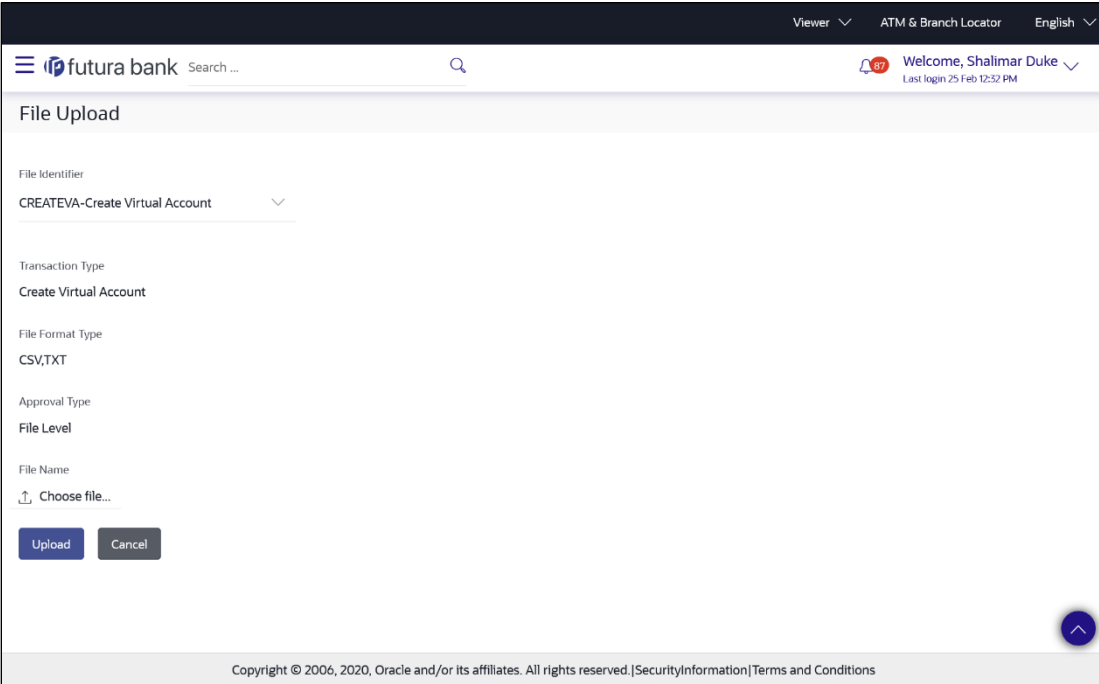 Viewer ATM & Branch Locator English
futura bank Search ... 87 Welcome, Shalimar Duke
Last login 25 Feb 12:32 PM
File Upload
File Identifier
CREATEVA-Create Virtual Account
Transaction Type
Create Virtual Account
File Format Type
CSV,TXT
Approval Type
File Level
File Name
Choose file...
Upload Cancel
Copyright © 2006, 2020, Oracle and/or its affiliates. All rights reserved.|SecurityInformation|Terms and Conditions